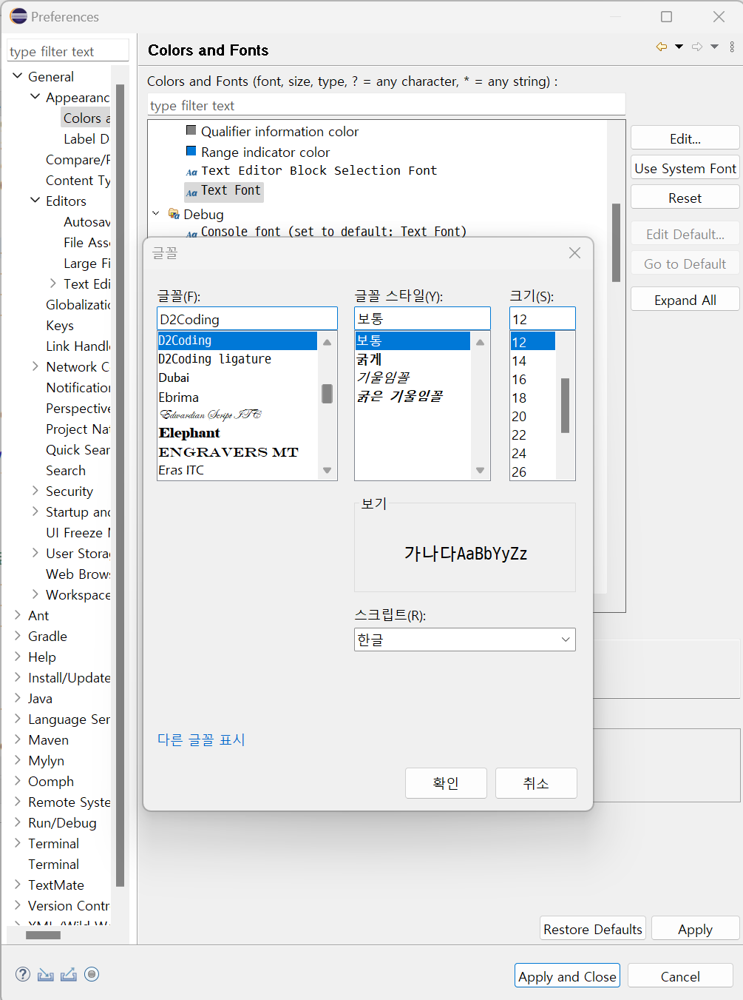 Preferences
type filter text
General
Appearanc
Colors a
Label D
Compare/F
Content Ty
Editors
Autosav
File Asso
Large Fi
Text Edi
Globalizatio
Keys
Link Handl
Network C
Notification
Perspective
Project Nat
Quick Sear
Search
Security
Startup and
UI Freeze
User Storag
Web Brows
Workspace
Ant
Gradle
Help
Install/Update
Java
Language Ser
Maven
Mylyn
Oomph
Remote Syste
Run/Debug
Terminal
Terminal
TextMate
Version Contr
Colors and Fonts
Colors and Fonts (font, size, type, ? = any character, * = any string) :
type filter text
Qualifier information color
Range indicator color
Aa Text Editor Block Selection Font
Aa Text Font
Debug
Aa Console font (set to default: Text Font)
Edit...
Use System Font
Reset
Edit Default...
Go to Default
Expand All
글꼴
글꼴(F):
D2Coding
D2Coding
D2Coding ligature
Dubai
Ebrima
Edwardian Script ITC
Elephant
ENGRAVERS MT
Eras ITC
글꼴 스타일(Y):
보통
보통
굵게
기울임꼴
굵은 기울임꼴
크기(S):
12
12
14
16
18
20
22
24
26
보기
가나다AaBbYyZz
스크립트(R):
한글
다른 글꼴 표시
확인
취소
Restore Defaults
Apply
?
Apply and Close
Cancel